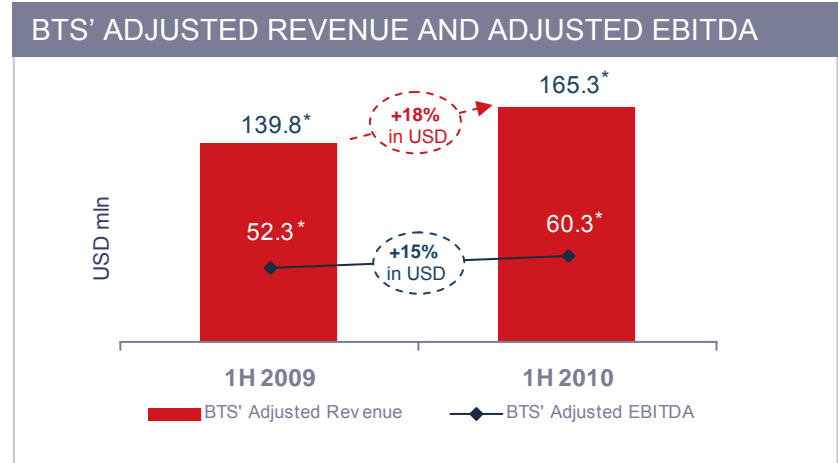 BTS' ADJUSTED REVENUE AND ADJUSTED EBITDA
139.8*
+18%
in USD
165.3*
52.3*
+15%
in USD
60.3*
USD mln
1H 2009
1H 2010
BTS' Adjusted Revenue
BTS' Adjusted EBITDA